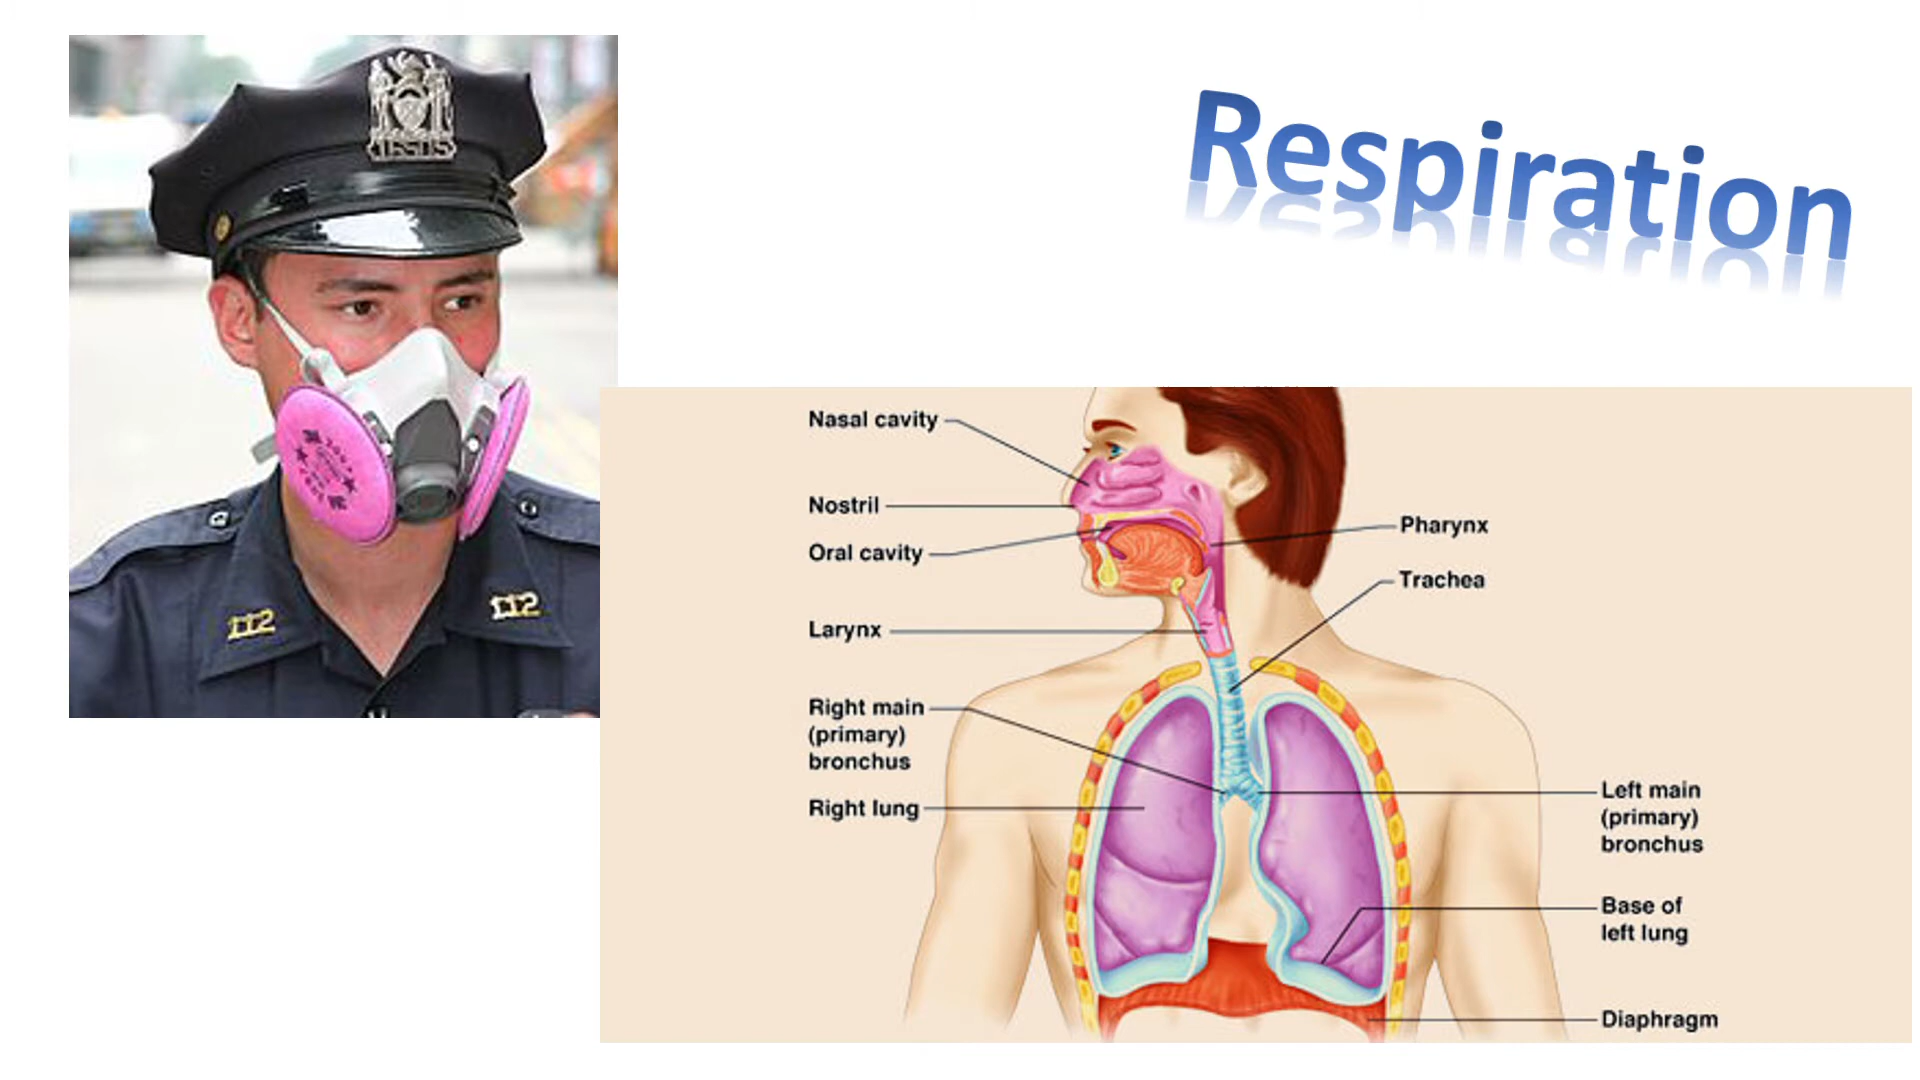 Respiration
112
112
Nasal cavity
Nostril
Oral cavity
Larynx
Right main
(primary)
bronchus
Right lung
Pharynx
Trachea
Left main
(primary)
bronchus
Base of
left lung
Diaphragm